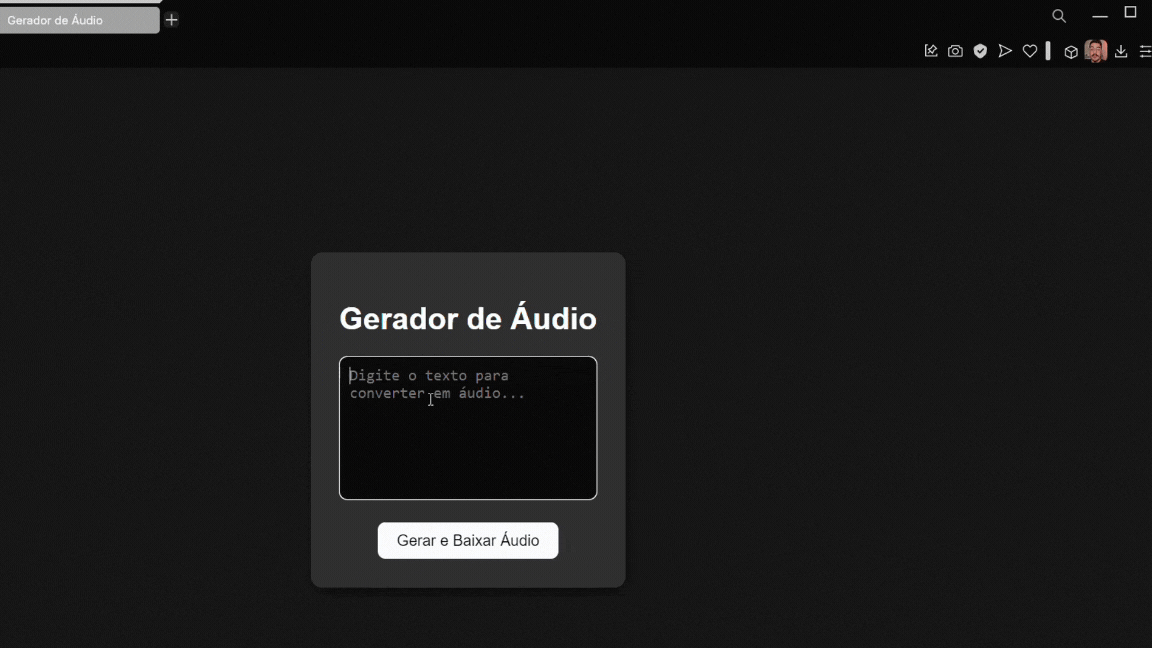 Gerador de Áudio
Gerador de Áudio
Digite o texto para
converter em áudio...
Gerar e Baixar Áudio